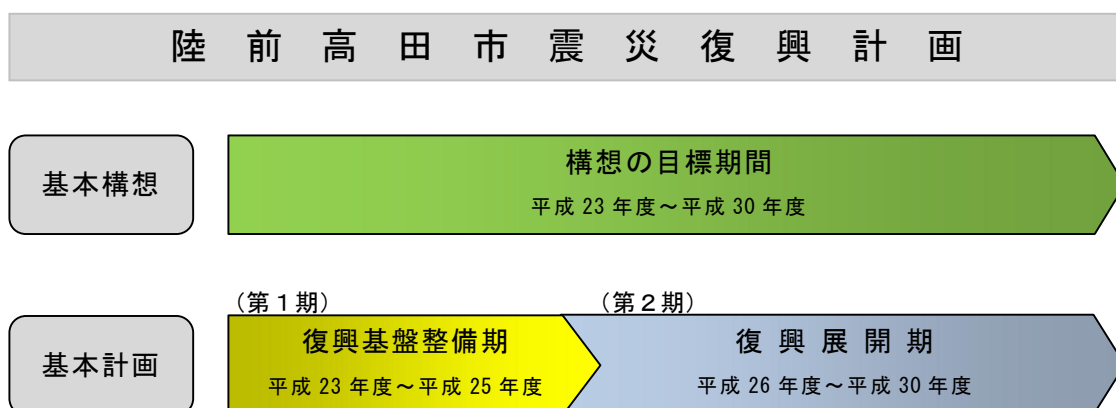 陸前高田市震災復興計画
基本構想
構想の目標期間
平成 23 年度～平成 30 年度
（第１期）
（第２期）
基本計画
復興基盤整備期
平成 23 年度～平成 25 年度
復興展開期
平成 26 年度～平成 30 年度